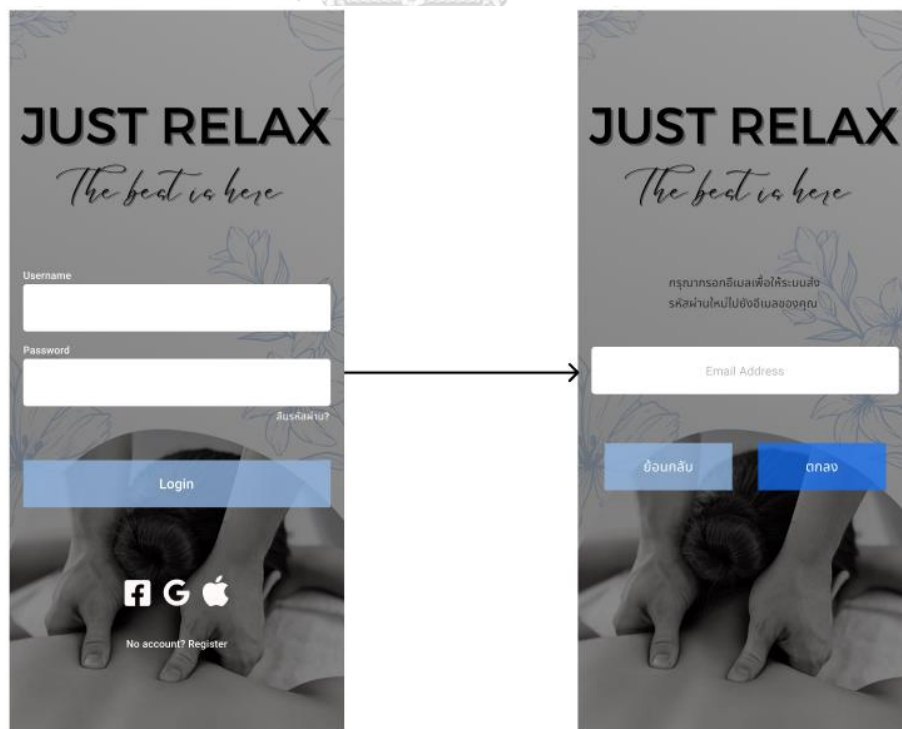 JUST RELAX
The best is here
Username
Password
ลืมรหัสผ่าน?
Login
No account? Register
JUST RELAX
The best is here
กรุณากรอกอีเมลเพื่อให้ระบบส่ง
รหัสผ่านใหม่ไปยังอีเมลของคุณ
Email Address
ย้อนกลับ
ตกลง